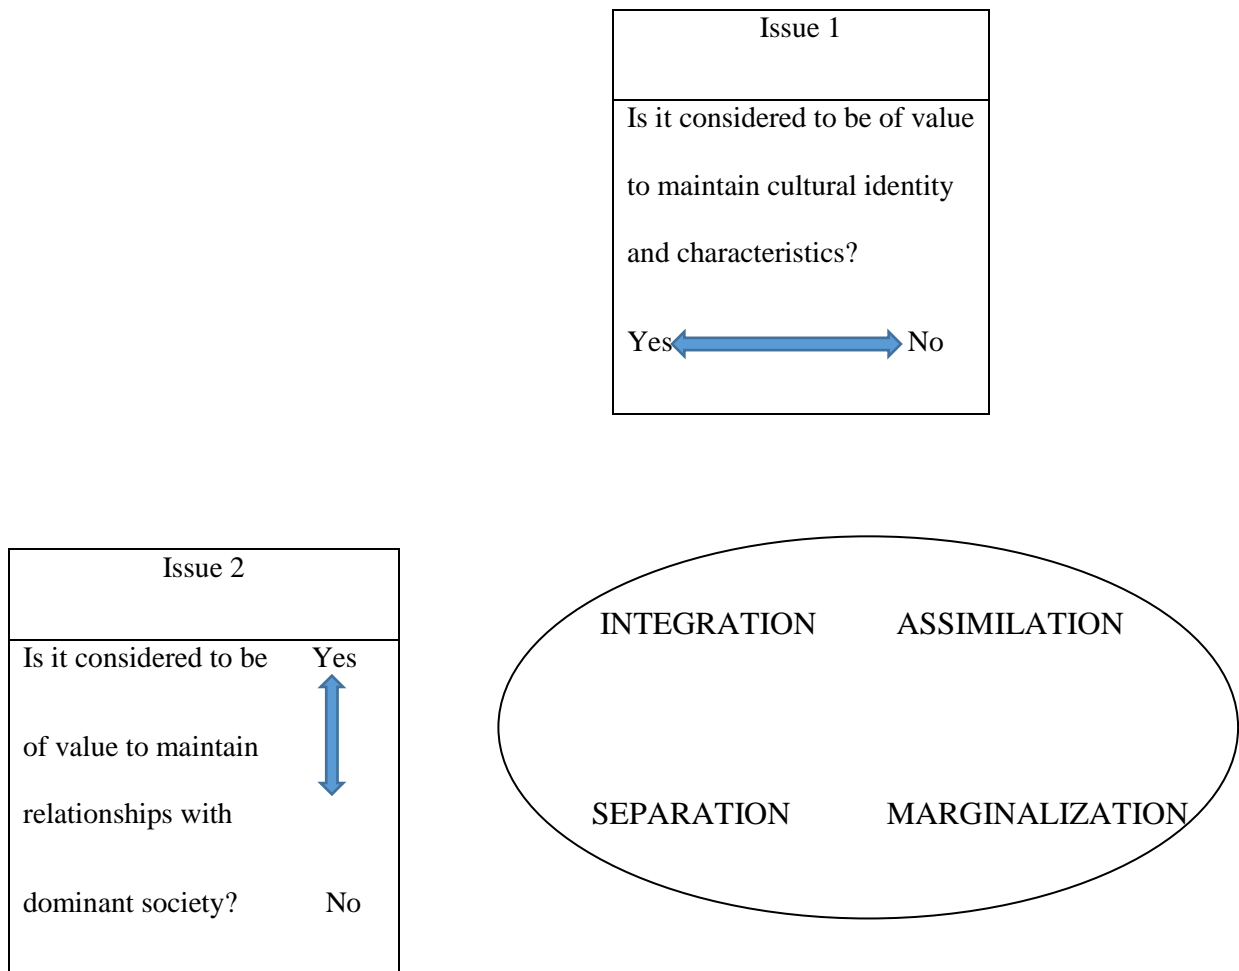 Issue 1
Is it considered to be of value
to maintain cultural identity
and characteristics?
Yes No
Issue 2
Is it considered to be Yes
of value to maintain
relationships with
dominant society? No
INTEGRATION ASSIMILATION
SEPARATION MARGINALIZATION